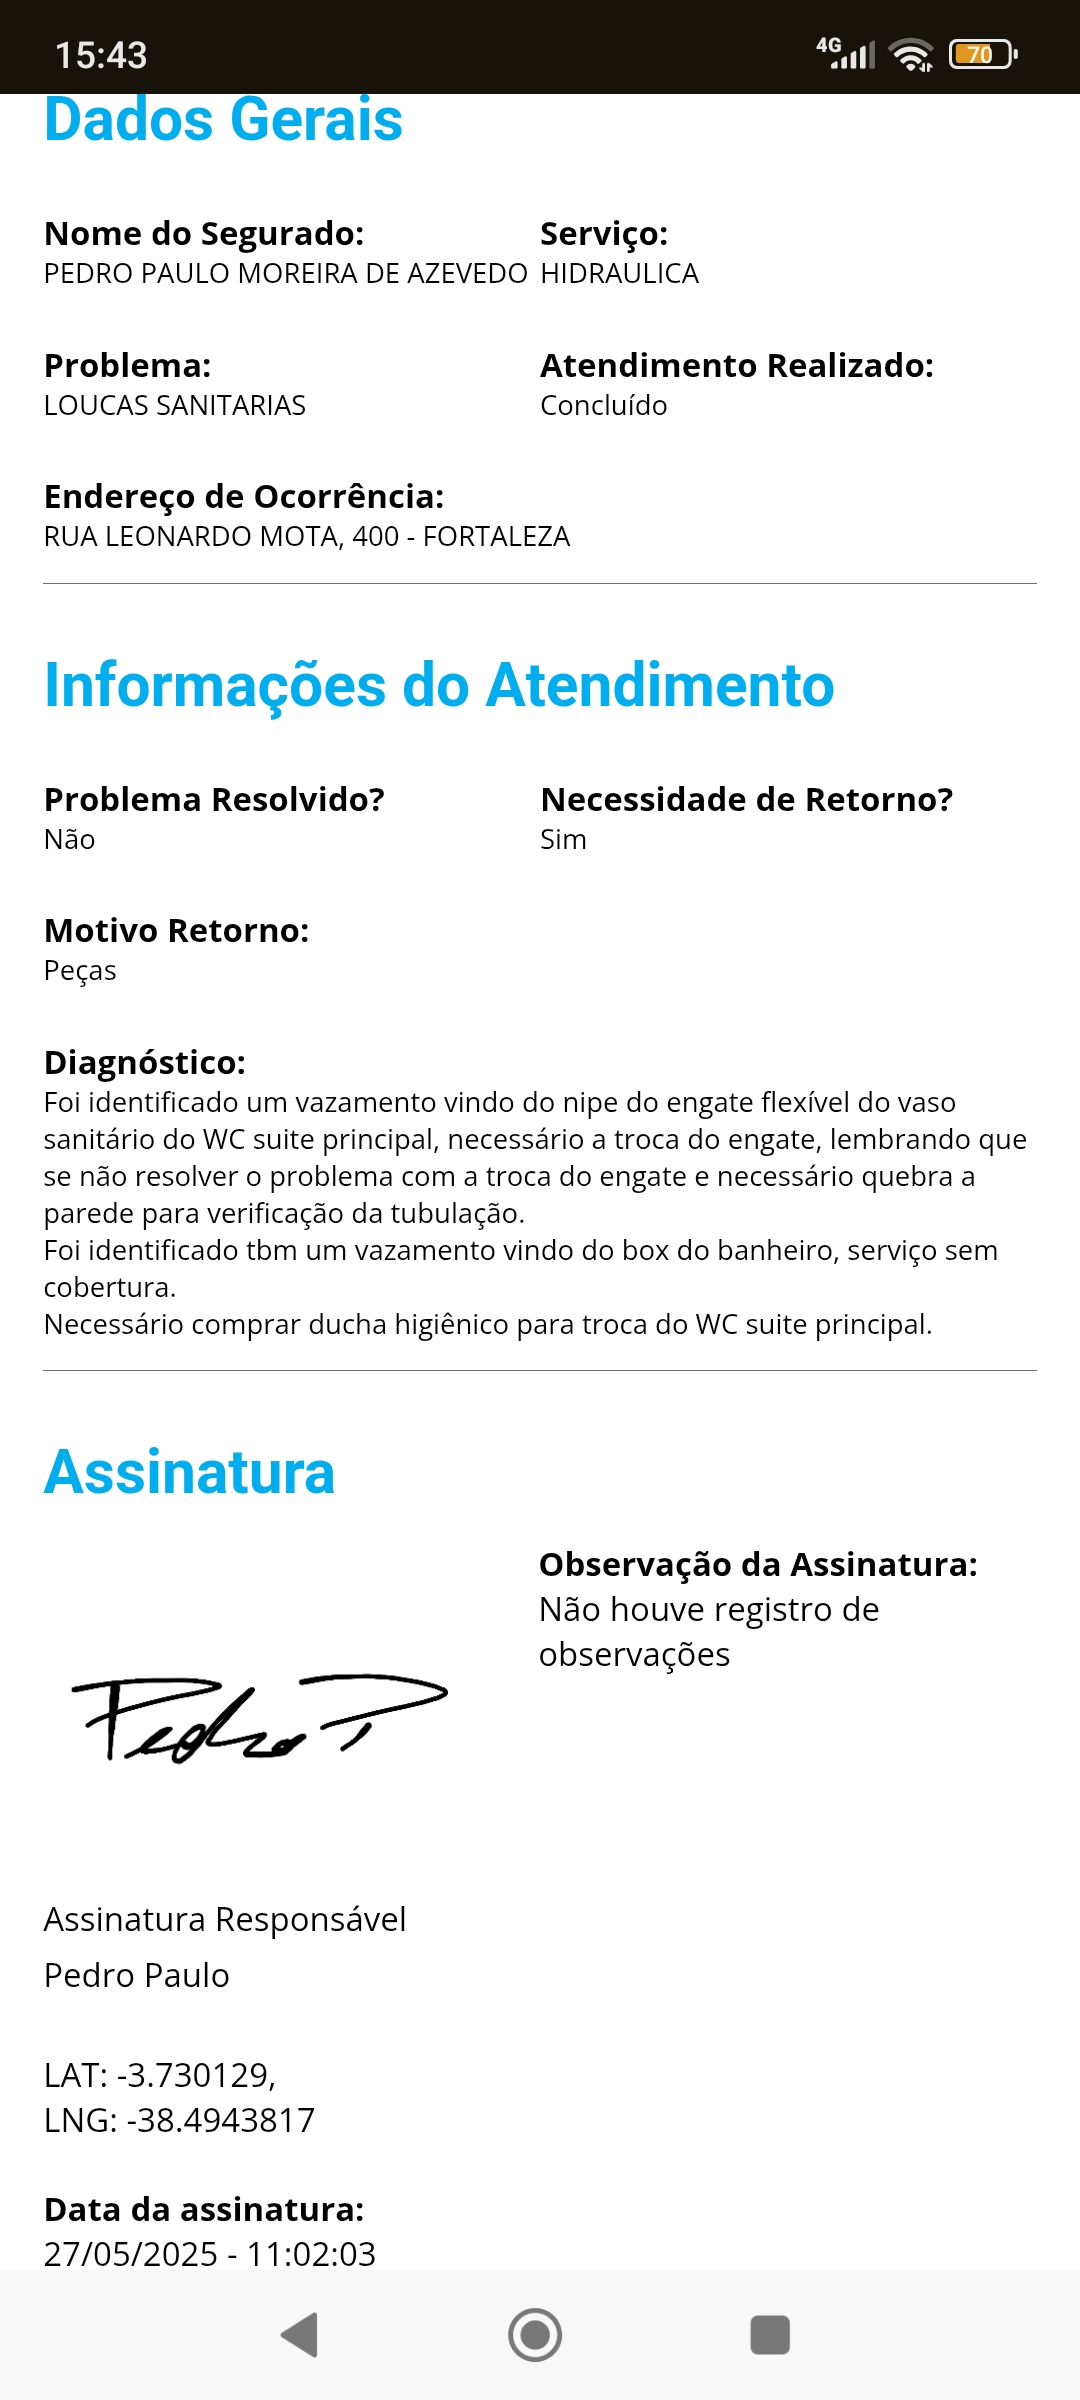 15:43
4G
70
Dados Gerais
Nome do Segurado:
PEDRO PAULO MOREIRA DE AZEVEDO
Serviço:
HIDRAULICA
Problema:
LOUCAS SANITARIAS
Atendimento Realizado:
Concluído
Endereço de Ocorrência:
RUA LEONARDO MOTA, 400 - FORTALEZA
Informações do Atendimento
Problema Resolvido?
Não
Necessidade de Retorno?
Sim
Motivo Retorno:
Peças
Diagnóstico:
Foi identificado um vazamento vindo do nipe do engate flexível do vaso
sanitário do WC suite principal, necessário a troca do engate, lembrando que
se não resolver o problema com a troca do engate e necessário quebra a
parede para verificação da tubulação.
Foi identificado tbm um vazamento vindo do box do banheiro, serviço sem
cobertura.
Necessário comprar ducha higiênico para troca do WC suite principal.
Assinatura
Observação da Assinatura:
Não houve registro de
observações
Pedro P
Assinatura Responsável
Pedro Paulo
LAT: -3.730129,
LNG: -38.4943817
Data da assinatura:
27/05/2025 - 11:02:03